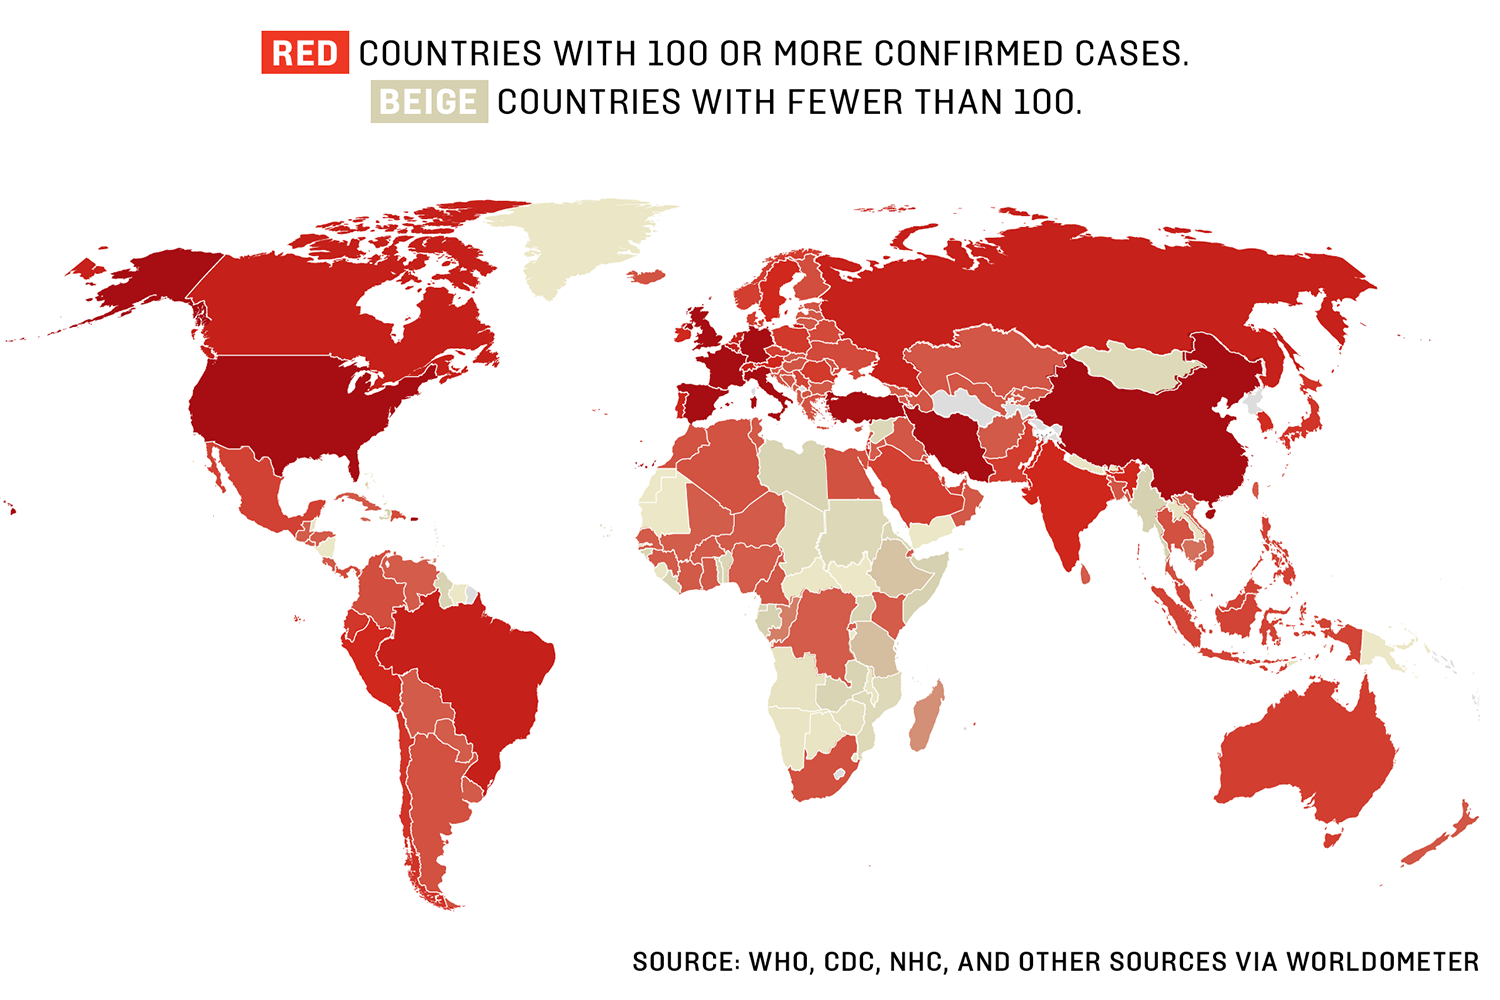 RED COUNTRIES WITH 100 OR MORE CONFIRMED CASES.
BEIGE COUNTRIES WITH FEWER THAN 100.
SOURCE: WHO, CDC, NHC, AND OTHER SOURCES VIA WORLDOMETER